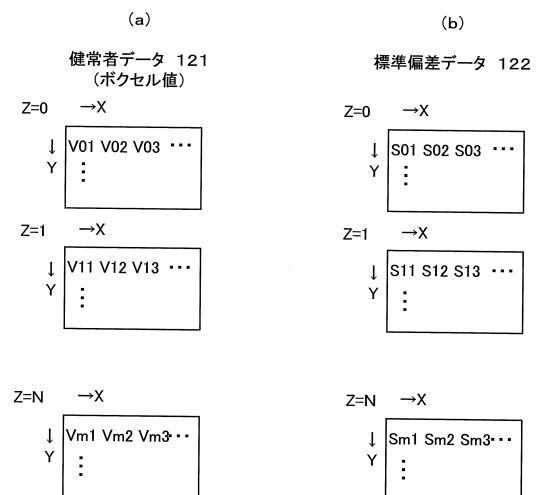 (a)
健常者データ 121
(ボクセル値)
Z=0 →X
↓ V01 V02 V03 ・・・
Y ⋮
Z=1 →X
↓ V11 V12 V13 ・・・
Y ⋮
Z=N →X
↓ Vm1 Vm2 Vm3・・・
Y ⋮
(b)
標準偏差データ 122
Z=0 →X
↓ S01 S02 S03 ・・・
Y ⋮
Z=1 →X
↓ S11 S12 S13 ・・・
Y ⋮
Z=N →X
↓ Sm1 Sm2 Sm3・・・
Y ⋮